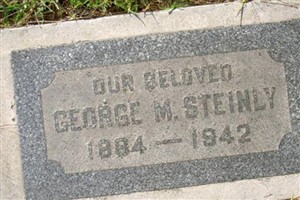 OUR BELOVED
GEORGE M. STEINLY
1884 — 1942